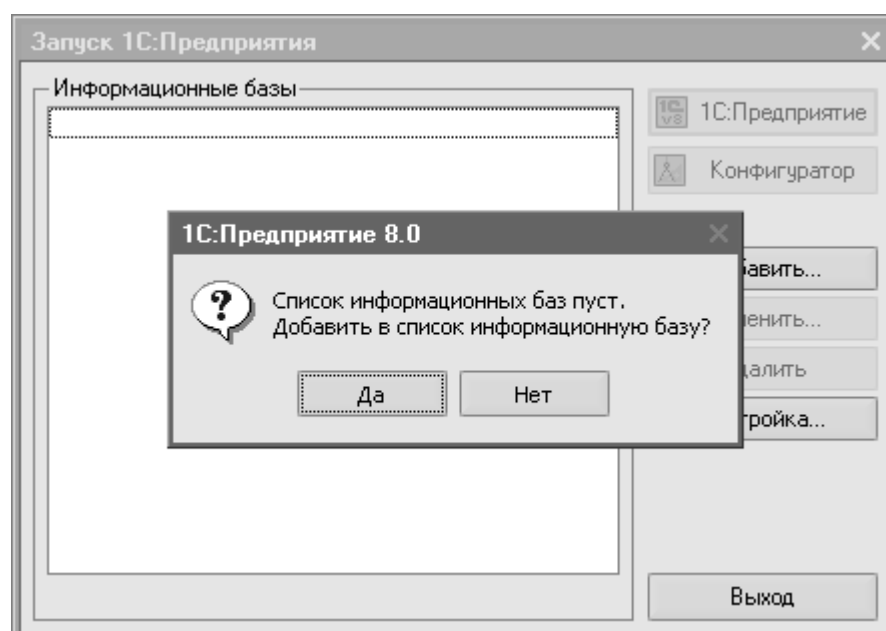 Запуск 1С:Предприятия
Информационные базы
1С:Предприятие
Конфигуратор
1С:Предприятие 8.0
Список информационных баз пуст.
Добавить в список информационную базу?
Да
Нет
Выход